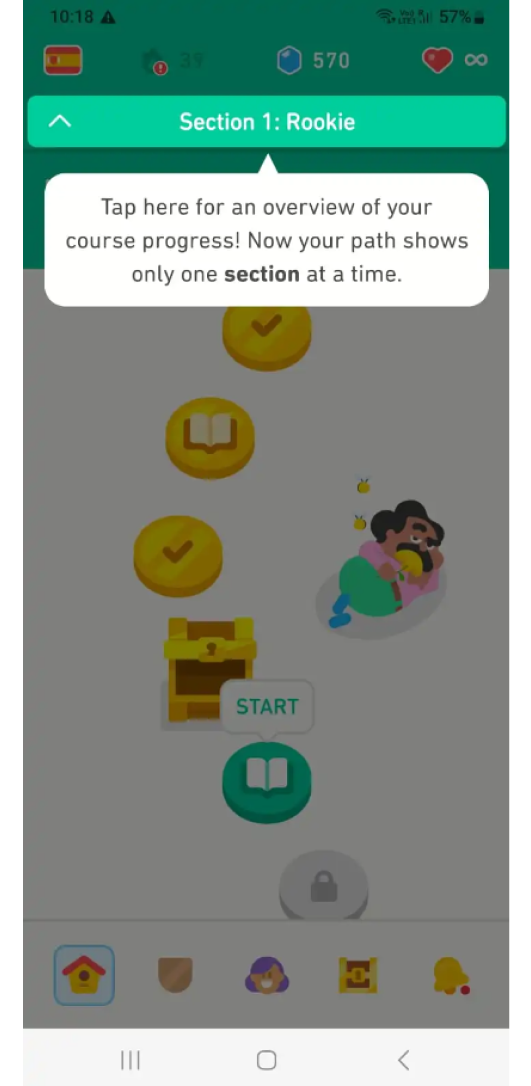 10:18
57%
39
570
∞
Section 1: Rookie
Tap here for an overview of your
course progress! Now your path shows
only one section at a time.
START